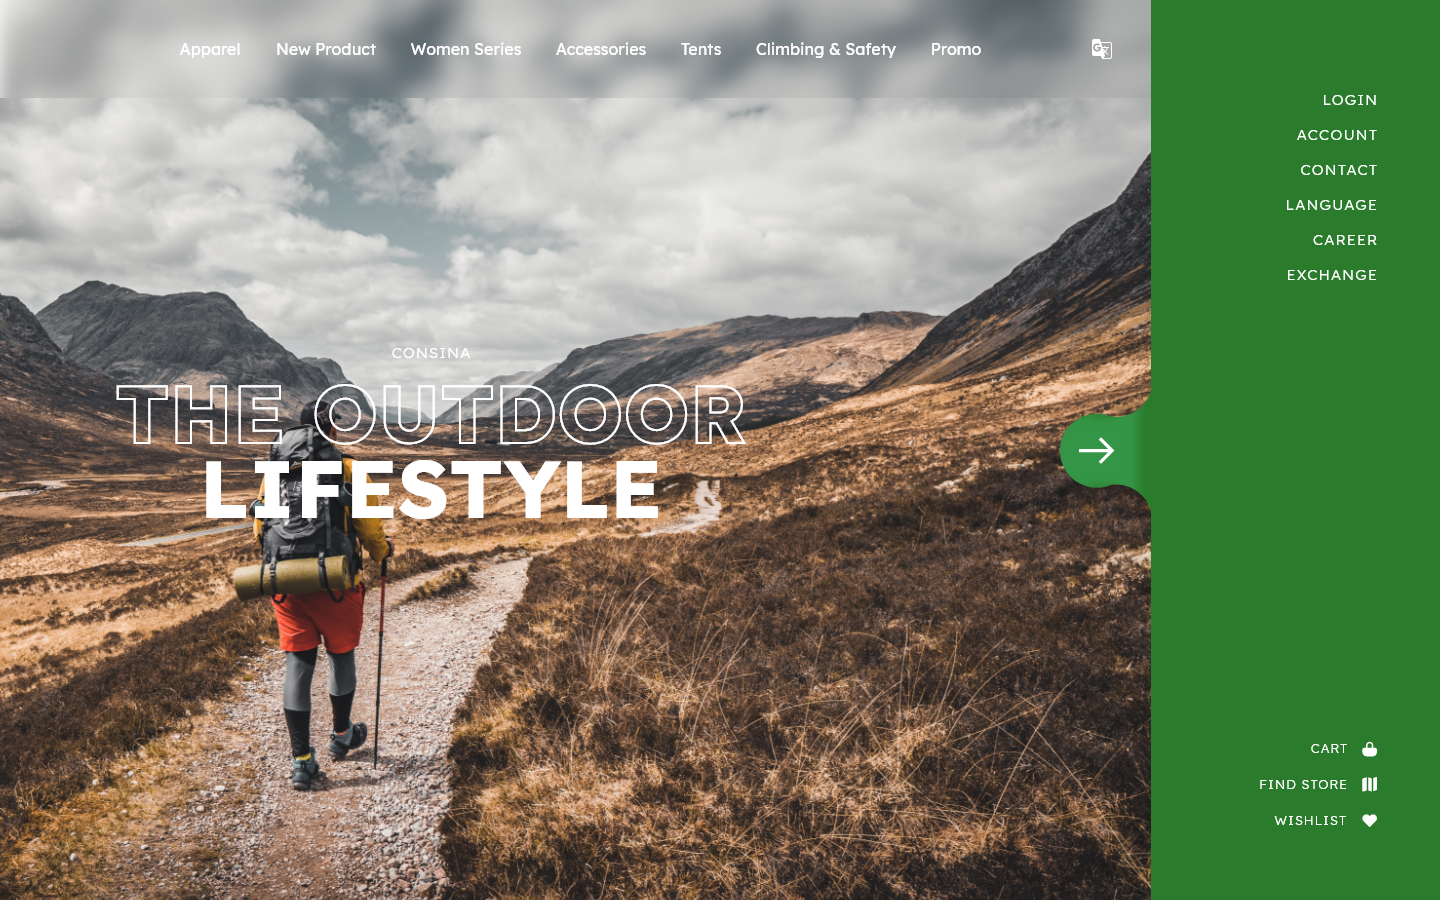 Apparel New Product Women Series Accessories Tents Climbing & Safety Promo
LOGIN
ACCOUNT
CONTACT
LANGUAGE
CAREER
EXCHANGE
CONSINA
THE OUTDOOR
LIFESTYLE
CART
FIND STORE
WISHLIST